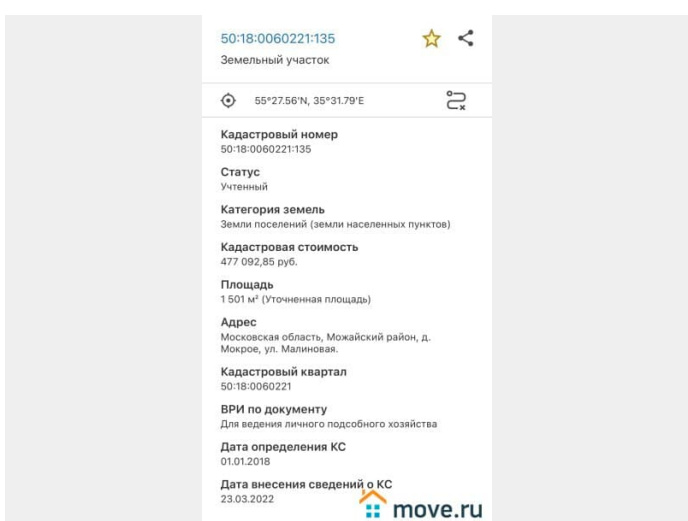 50:18:0060221:135
Земельный участок
55°27.56'N, 35°31.79'E
Кадастровый номер
50:18:0060221:135
Статус
Учтенный
Категория земель
Земли поселений (земли населенных пунктов)
Кадастровая стоимость
477 092,85 руб.
Площадь
1 501 м² (Уточненная площадь)
Адрес
Московская область, Можайский район, д.
Мокрое, ул. Малиновая.
Кадастровый квартал
50:18:0060221
ВРИ по документу
Для ведения личного подсобного хозяйства
Дата определения КС
01.01.2018
Дата внесения сведений о КС
23.03.2022
move.ru